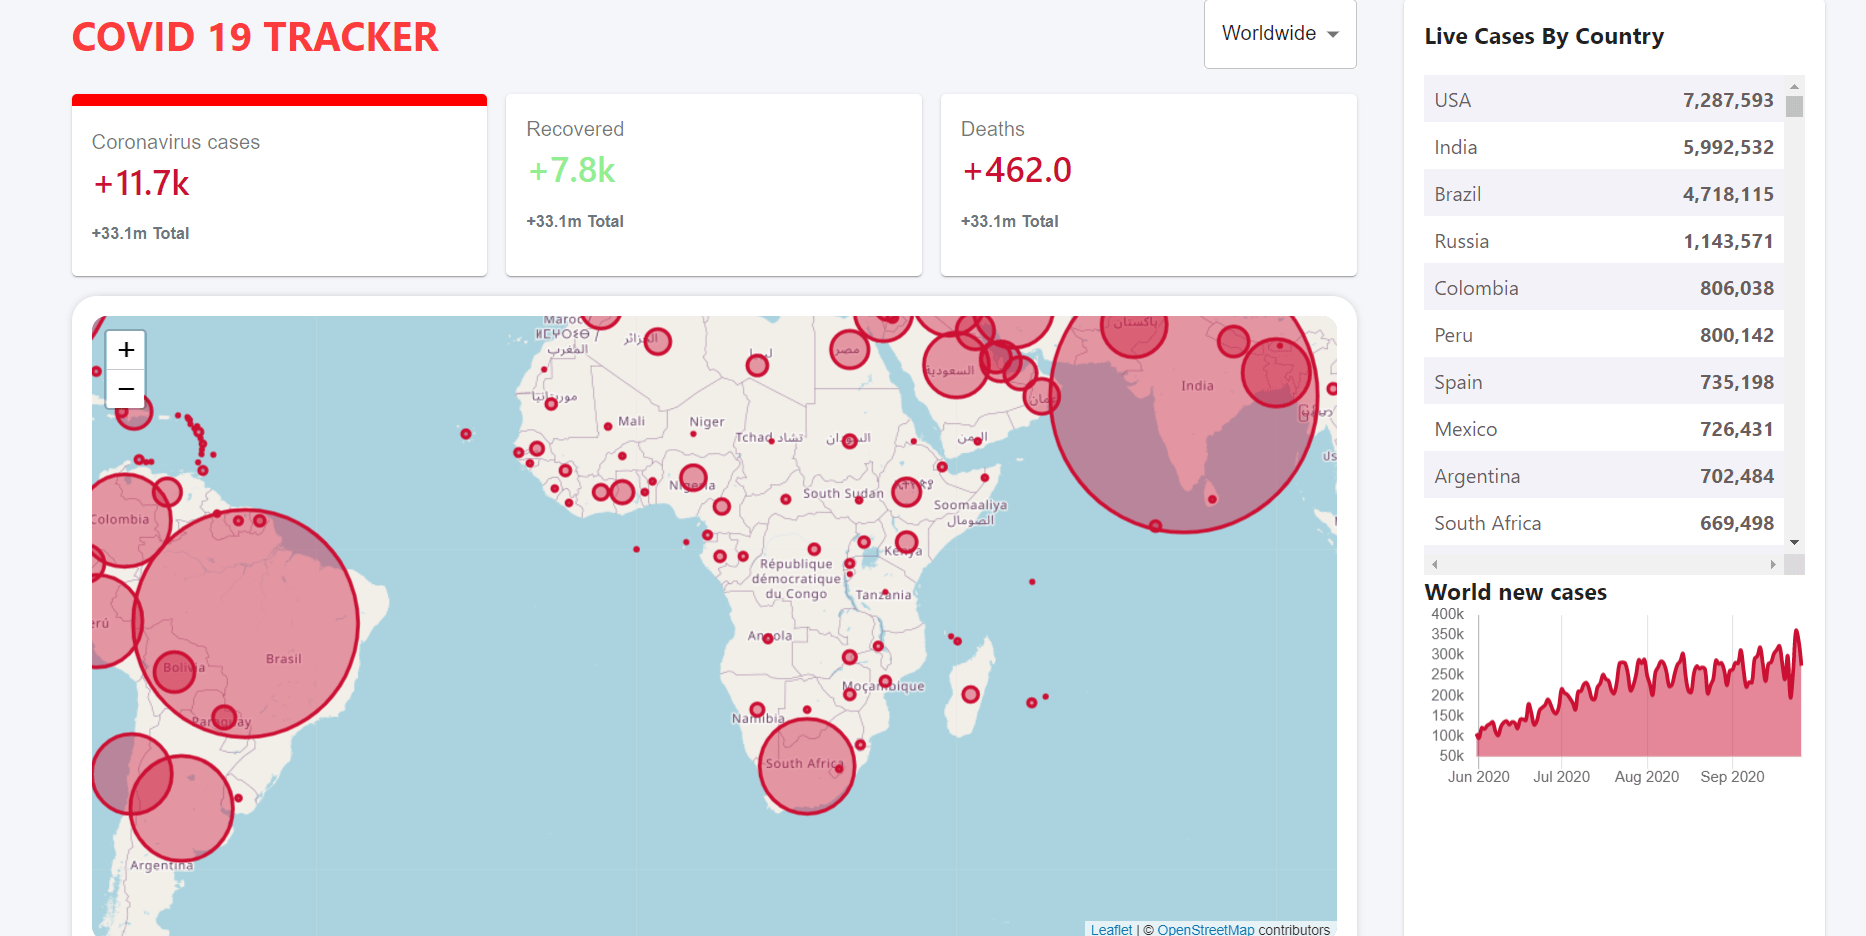 COVID 19 TRACKER
Worldwide
Coronavirus cases
+11.7k
+33.1m Total
Recovered
+7.8k
+33.1m Total
Deaths
+462.0
+33.1m Total
+
−
المغرب
الجزائر
ليبيا
مصر
السعودية
عمان
پاکستان
India
موريتانيا
Mali
Niger
Tchad تشاد
السودان
اليمن
Nigeria
South Sudan
Soomaaliya
الصومال
Kenya
République
démocratique
du Congo
Tanzania
Angola
Moçambique
Namibia
South Africa
Colombia
Brasil
Bolivia
Paraguay
Argentina
Leaflet | © OpenStreetMap contributors
Live Cases By Country
USA 7,287,593
India 5,992,532
Brazil 4,718,115
Russia 1,143,571
Colombia 806,038
Peru 800,142
Spain 735,198
Mexico 726,431
Argentina 702,484
South Africa 669,498
World new cases
400k
350k
300k
250k
200k
150k
100k
50k
Jun 2020 Jul 2020 Aug 2020 Sep 2020